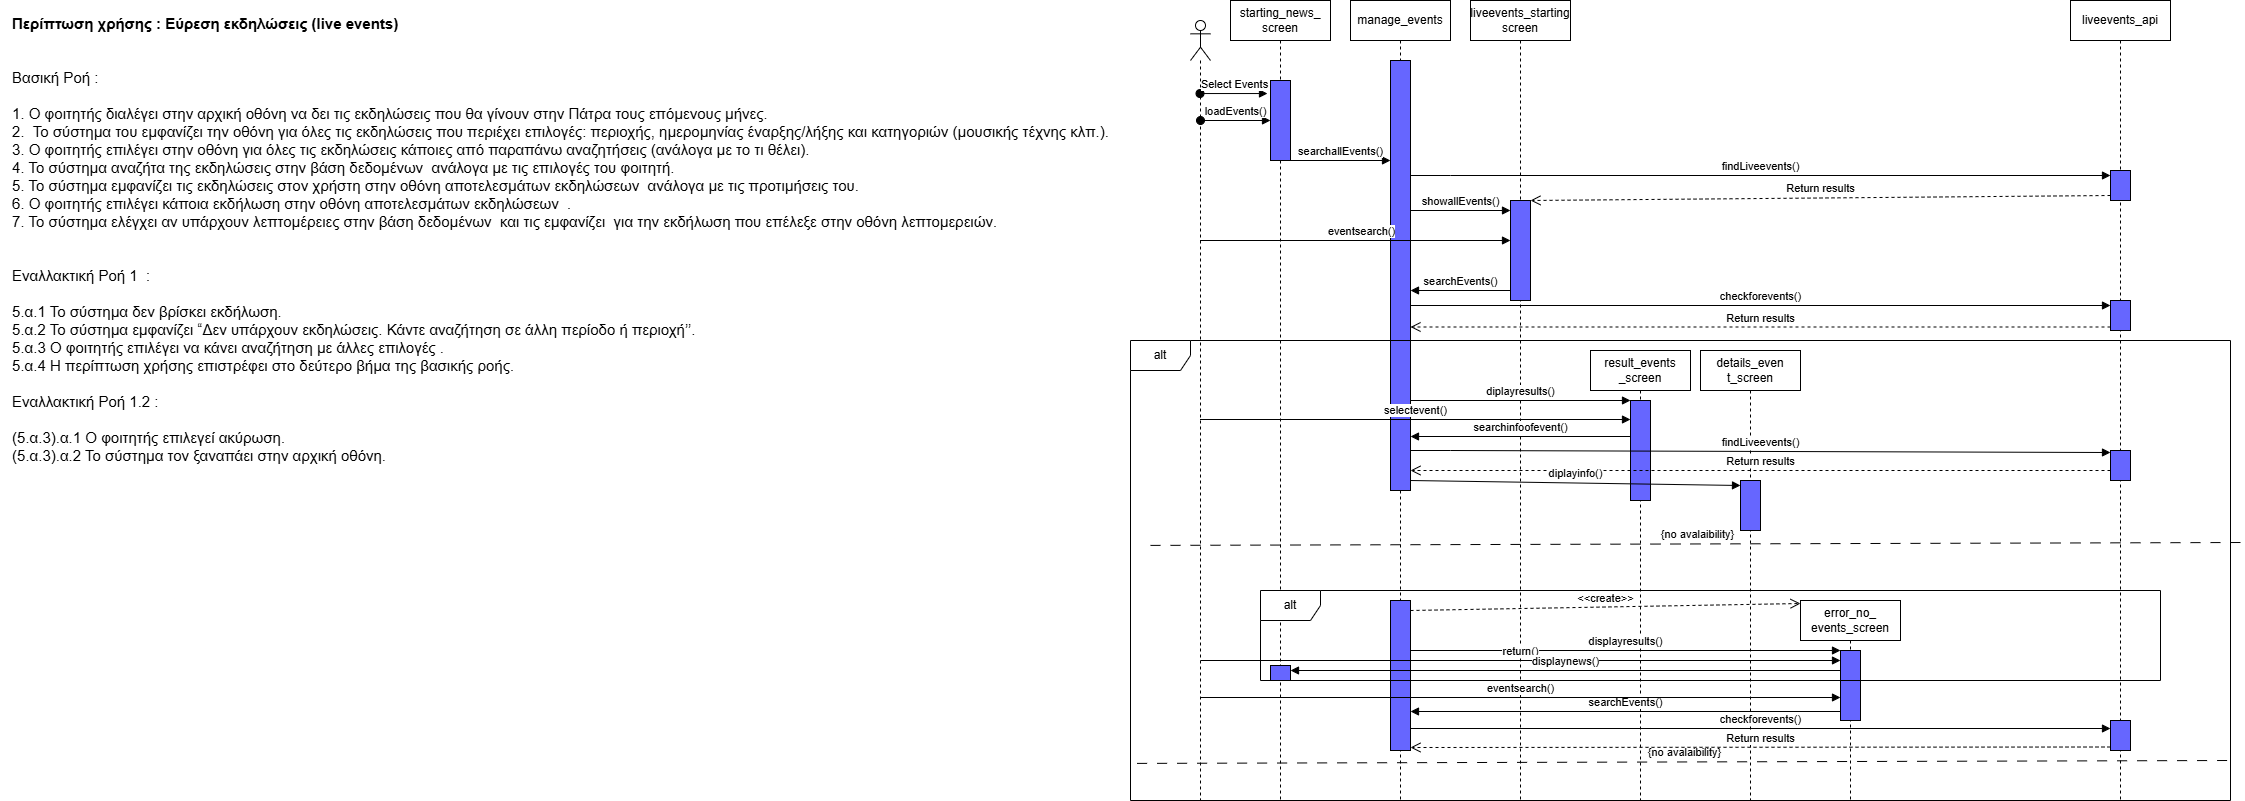 Περίπτωση χρήσης : Εύρεση εκδηλώσεις (live events)
Βασική Ροή :
1. Ο φοιτητής διαλέγει στην αρχική οθόνη να δει τις εκδηλώσεις που θα γίνουν στην Πάτρα τους επόμενους μήνες.
2.  Το σύστημα του εμφανίζει την οθόνη για όλες τις εκδηλώσεις που περιέχει επιλογές: περιοχής, ημερομηνίας έναρξης/λήξης και κατηγοριών (μουσικής τέχνης κλπ.).
3. Ο φοιτητής επιλέγει στην οθόνη για όλες τις εκδηλώσεις κάποιες από παραπάνω αναζητήσεις (ανάλογα με το τι θέλει).
4. Το σύστημα αναζήτα της εκδηλώσεις στην βάση δεδομένων  ανάλογα με τις επιλογές του φοιτητή.
5. Το σύστημα εμφανίζει τις εκδηλώσεις στον χρήστη στην οθόνη αποτελεσμάτων εκδηλώσεων  ανάλογα με τις προτιμήσεις του.
6. Ο φοιτητής επιλέγει κάποια εκδήλωση στην οθόνη αποτελεσμάτων εκδηλώσεων  .
7. Το σύστημα ελέγχει αν υπάρχουν λεπτομέρειες στην βάση δεδομένων  και τις εμφανίζει  για την εκδήλωση που επέλεξε στην οθόνη λεπτομερειών.
Εναλλακτική Ροή 1  :
5.α.1 Το σύστημα δεν βρίσκει εκδήλωση.
5.α.2 Το σύστημα εμφανίζει “Δεν υπάρχουν εκδηλώσεις. Κάντε αναζήτηση σε άλλη περίοδο ή περιοχή’’.
5.α.3 Ο φοιτητής επιλέγει να κάνει αναζήτηση με άλλες επιλογές .
5.α.4 Η περίπτωση χρήσης επιστρέφει στο δεύτερο βήμα της βασικής ροής.
Εναλλακτική Ροή 1.2 :
(5.α.3).α.1 Ο φοιτητής επιλεγεί ακύρωση.
(5.α.3).α.2 Το σύστημα τον ξαναπάει στην αρχική οθόνη.
starting_news_
screen
manage_events
liveevents_starting
screen
liveevents_api
Select Events
loadEvents()
searchallEvents()
findLiveevents()
Return results
showallEvents()
eventsearch()
searchEvents()
checkforevents()
Return results
alt
result_events
_screen
details_even
t_screen
diplayresults()
selectevent()
searchinfoofevent()
findLiveevents()
Return results
diplayinfo()
{no avalaibility}
alt
<<create>>
error_no_
events_screen
displayresults()
return()
displaynews()
eventsearch()
searchEvents()
checkforevents()
Return results
{no avalaibility}